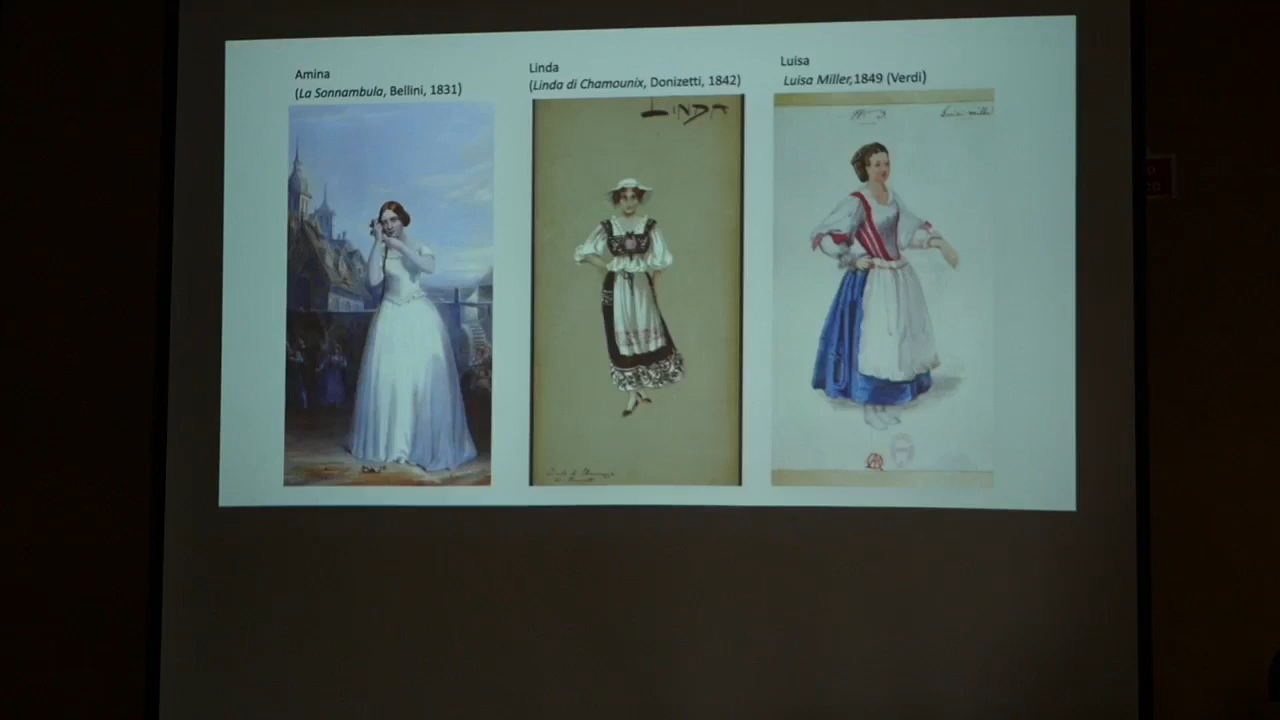 Amina
(La Sonnambula, Bellini, 1831)
Linda
(Linda di Chamounix, Donizetti, 1842)
Luisa
Luisa Miller,1849 (Verdi)
LINDA